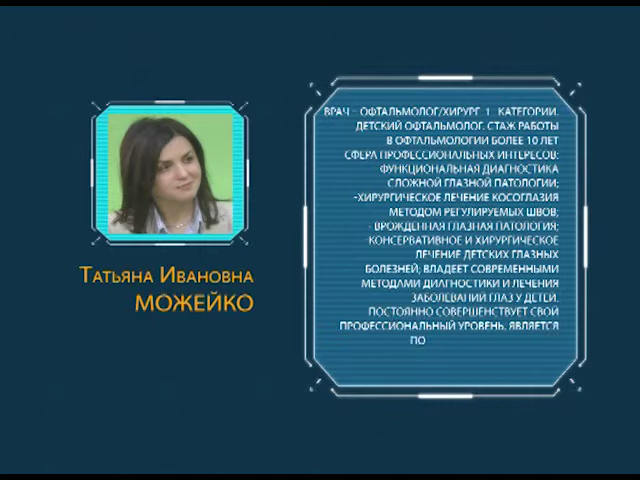 Татьяна Ивановна
МОЖЕЙКО
ВРАЧ - ОФТАЛЬМОЛОГ/ХИРУРГ 1 КАТЕГОРИИ.
ДЕТСКИЙ ОФТАЛЬМОЛОГ. СТАЖ РАБОТЫ
В ОФТАЛЬМОЛОГИИ БОЛЕЕ 10 ЛЕТ
СФЕРА ПРОФЕССИОНАЛЬНЫХ ИНТЕРЕСОВ:
ФУНКЦИОНАЛЬНАЯ ДИАГНОСТИКА
СЛОЖНОЙ ГЛАЗНОЙ ПАТОЛОГИИ;
-ХИРУРГИЧЕСКОЕ ЛЕЧЕНИЕ КОСОГЛАЗИЯ
МЕТОДОМ РЕГУЛИРУЕМЫХ ШВОВ;
- ВРОЖДЕННАЯ ГЛАЗНАЯ ПАТОЛОГИЯ;
КОНСЕРВАТИВНОЕ И ХИРУРГИЧЕСКОЕ
ЛЕЧЕНИЕ ДЕТСКИХ ГЛАЗНЫХ
БОЛЕЗНЕЙ; ВЛАДЕЕТ СОВРЕМЕННЫМИ
МЕТОДАМИ ДИАГНОСТИКИ И ЛЕЧЕНИЯ
ЗАБОЛЕВАНИЙ ГЛАЗ У ДЕТЕЙ.
ПОСТОЯННО СОВЕРШЕНСТВУЕТ СВОЙ
ПРОФЕССИОНАЛЬНЫЙ УРОВЕНЬ. ЯВЛЯЕТСЯ
ПО